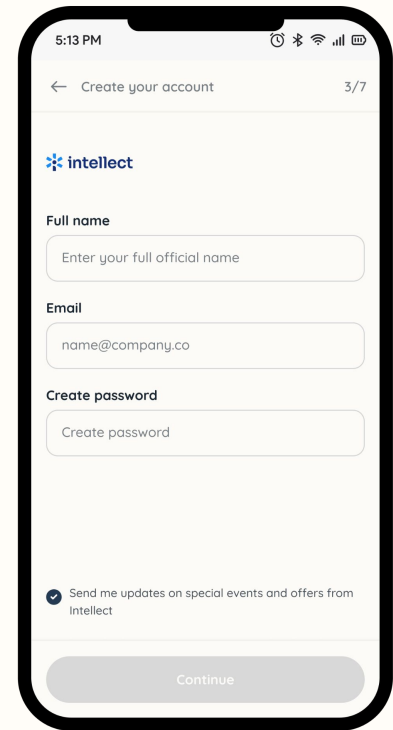 5:13 PM
Create your account 3/7
intellect
Full name
Enter your full official name
Email
name@company.co
Create password
Create password
Send me updates on special events and offers from
Intellect
Continue